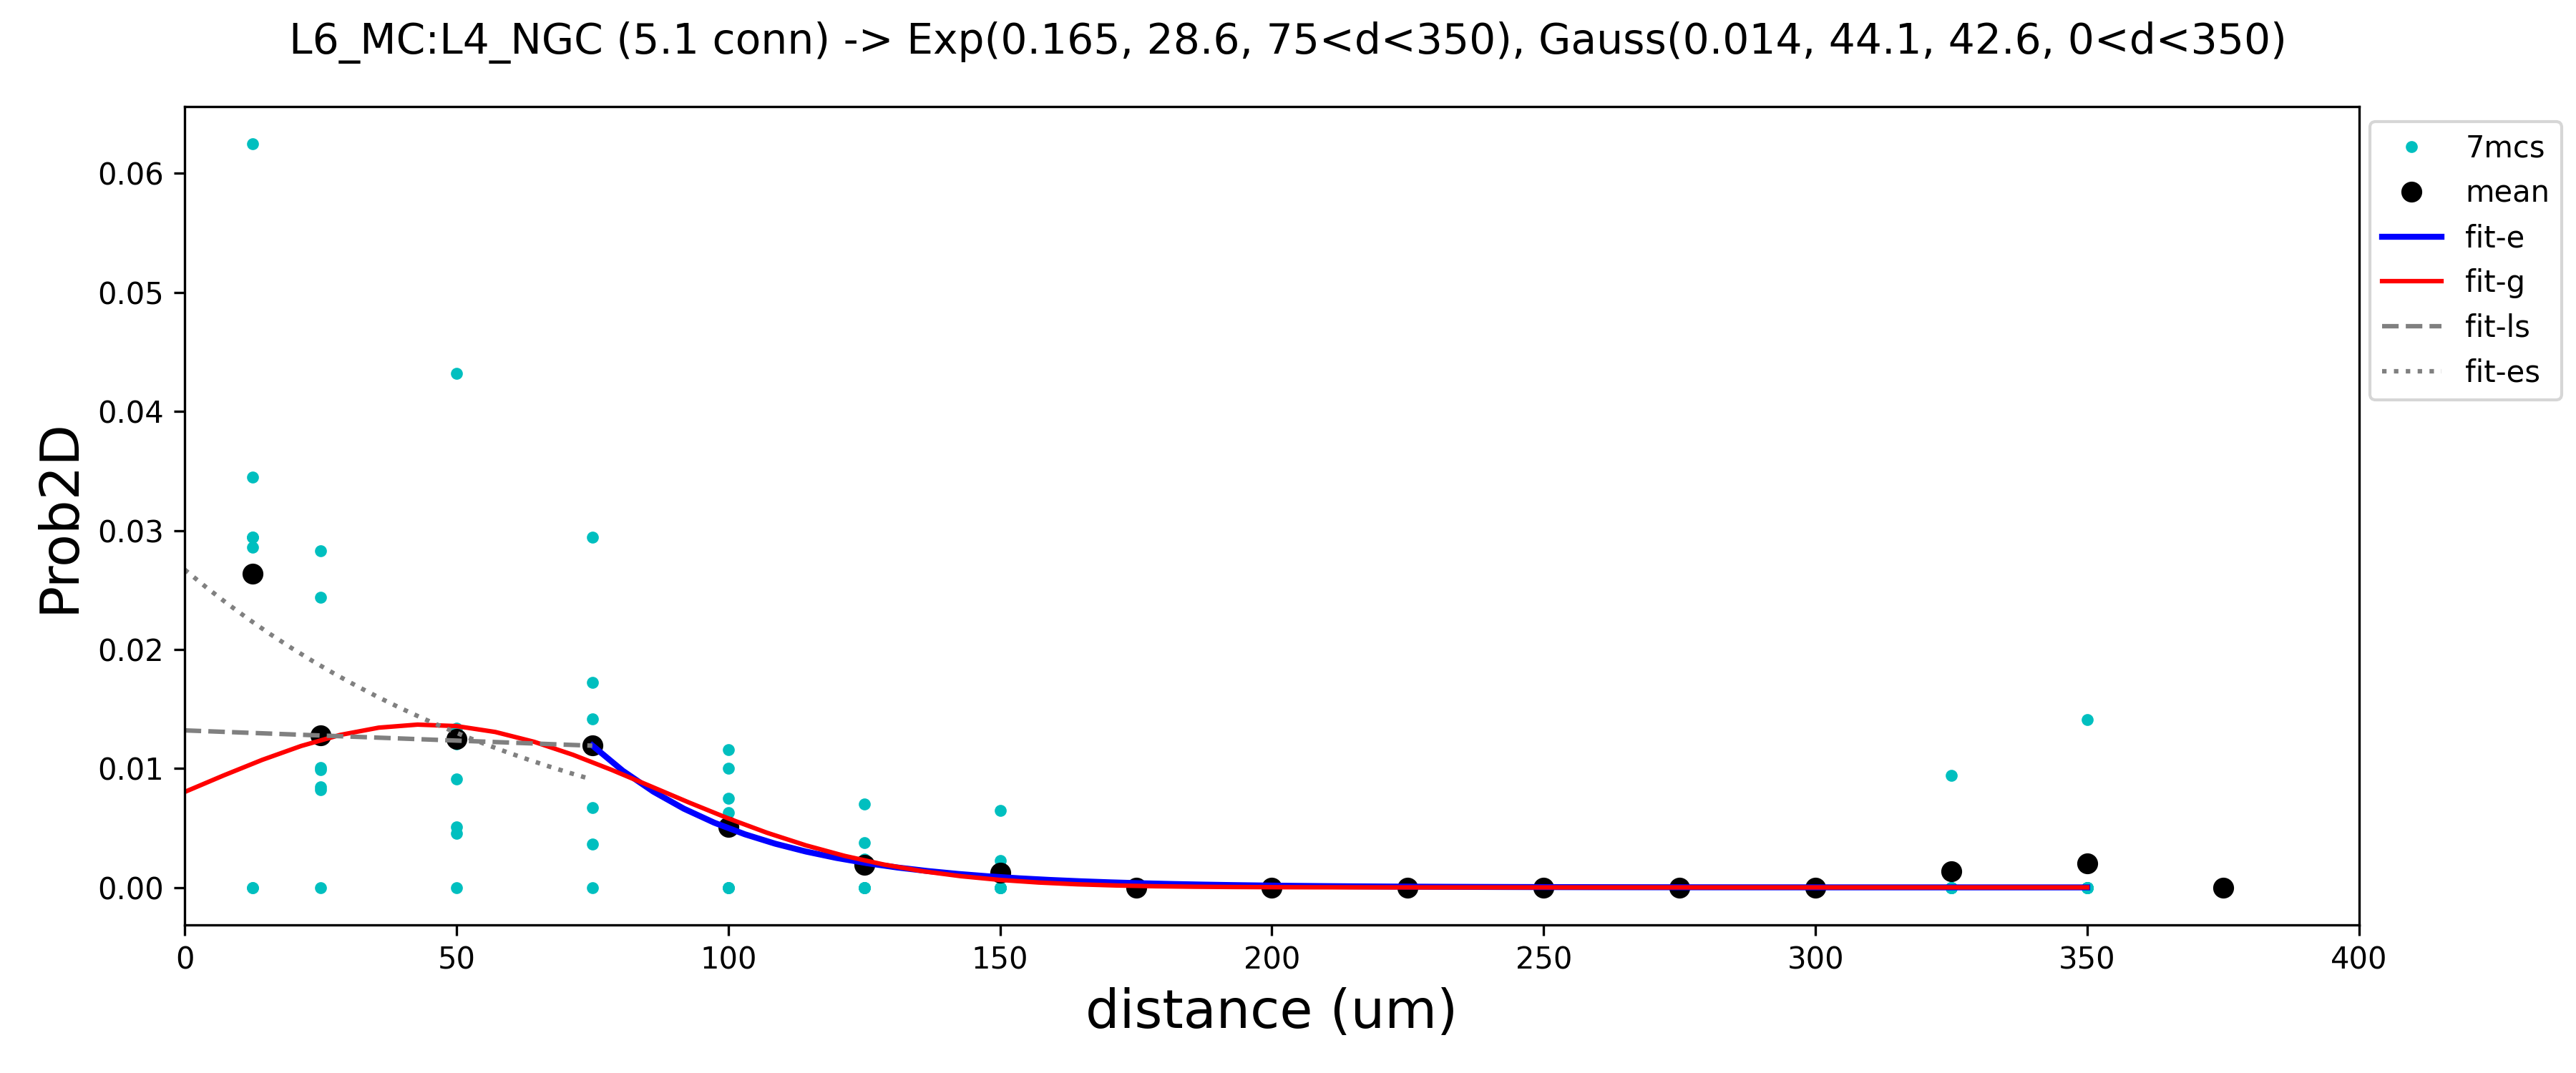 L6_MC:L4_NGC (5.1 conn) -> Exp(0.165, 28.6, 75<d<350), Gauss(0.014, 44.1, 42.6, 0<d<350)
7mcs
mean
fit-e
fit-g
fit-ls
fit-es
Prob2D
0.06
0.05
0.04
0.03
0.02
0.01
0.00
0 50 100 150 200 250 300 350 400
distance (um)